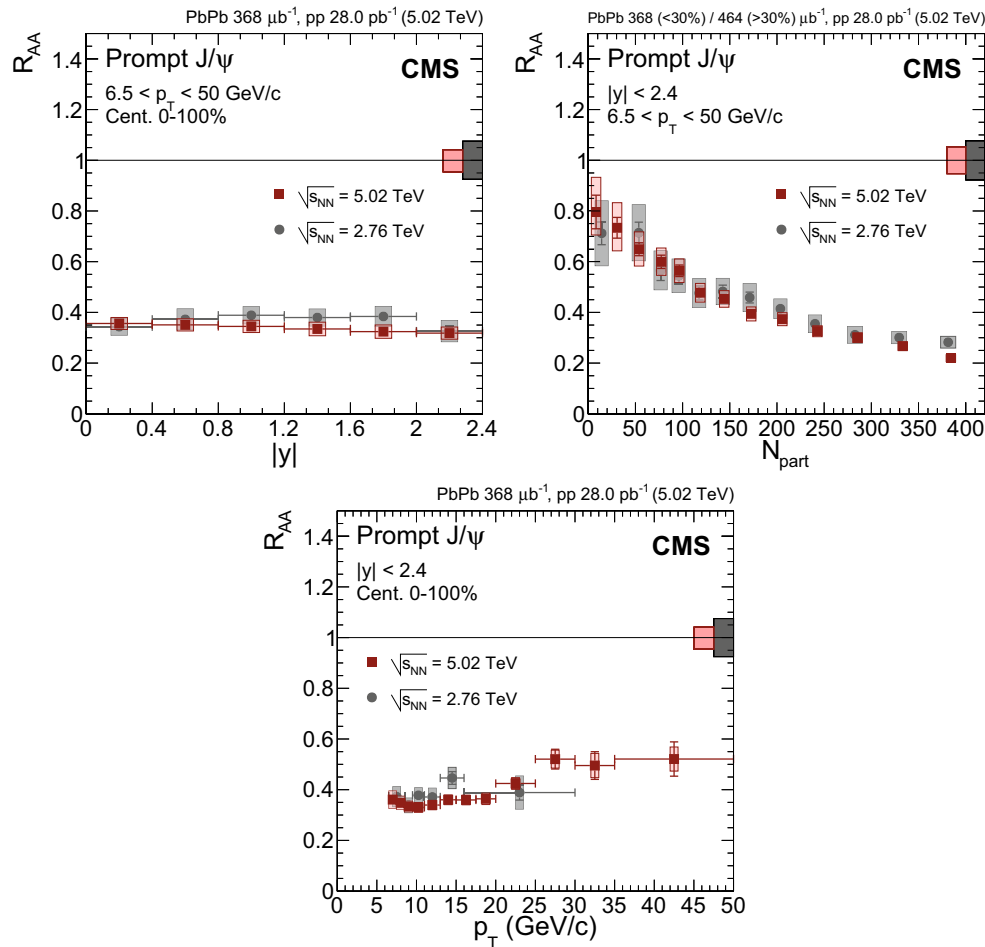 PbPb 368 μb⁻¹, pp 28.0 pb⁻¹ (5.02 TeV)
R_AA
1.4
1.2
1
0.8
0.6
0.4
0.2
0
Prompt J/ψ
CMS
6.5 < p_T < 50 GeV/c
Cent. 0-100%
√s_NN = 5.02 TeV
√s_NN = 2.76 TeV
0 0.4 0.8 1.2 1.6 2 2.4
|y|
PbPb 368 (<30%) / 464 (>30%) μb⁻¹, pp 28.0 pb⁻¹ (5.02 TeV)
R_AA
1.4
1.2
1
0.8
0.6
0.4
0.2
0
Prompt J/ψ
CMS
|y| < 2.4
6.5 < p_T < 50 GeV/c
√s_NN = 5.02 TeV
√s_NN = 2.76 TeV
0 50 100 150 200 250 300 350 400
N_part
PbPb 368 μb⁻¹, pp 28.0 pb⁻¹ (5.02 TeV)
R_AA
1.4
1.2
1
0.8
0.6
0.4
0.2
0
Prompt J/ψ
CMS
|y| < 2.4
Cent. 0-100%
√s_NN = 5.02 TeV
√s_NN = 2.76 TeV
0 5 10 15 20 25 30 35 40 45 50
p_T (GeV/c)